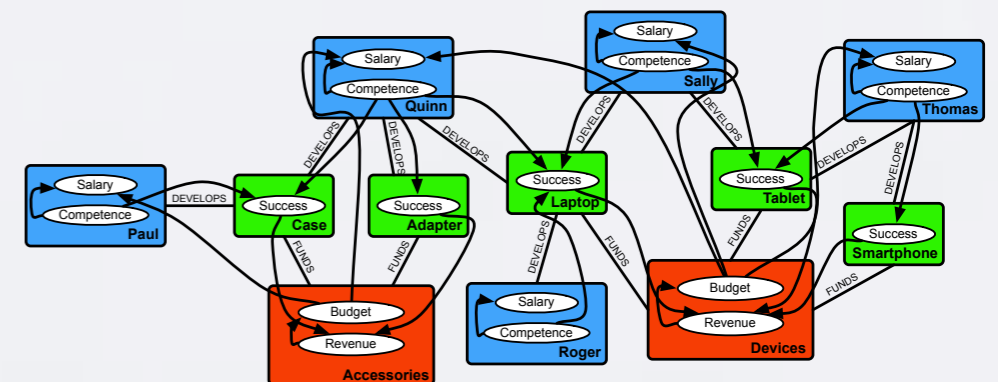 Salary
Competence
Quinn
Salary
Competence
Sally
Salary
Competence
Thomas
DEVELOPS
DEVELOPS
DEVELOPS
DEVELOPS
DEVELOPS
DEVELOPS
DEVELOPS
Salary
Competence
Paul
DEVELOPS
Success
Case
Success
Adapter
Success
Laptop
Success
Tablet
Success
Smartphone
FUNDS
FUNDS
DEVELOPS
FUNDS
FUNDS
FUNDS
Budget
Revenue
Accessories
Salary
Competence
Roger
Budget
Revenue
Devices